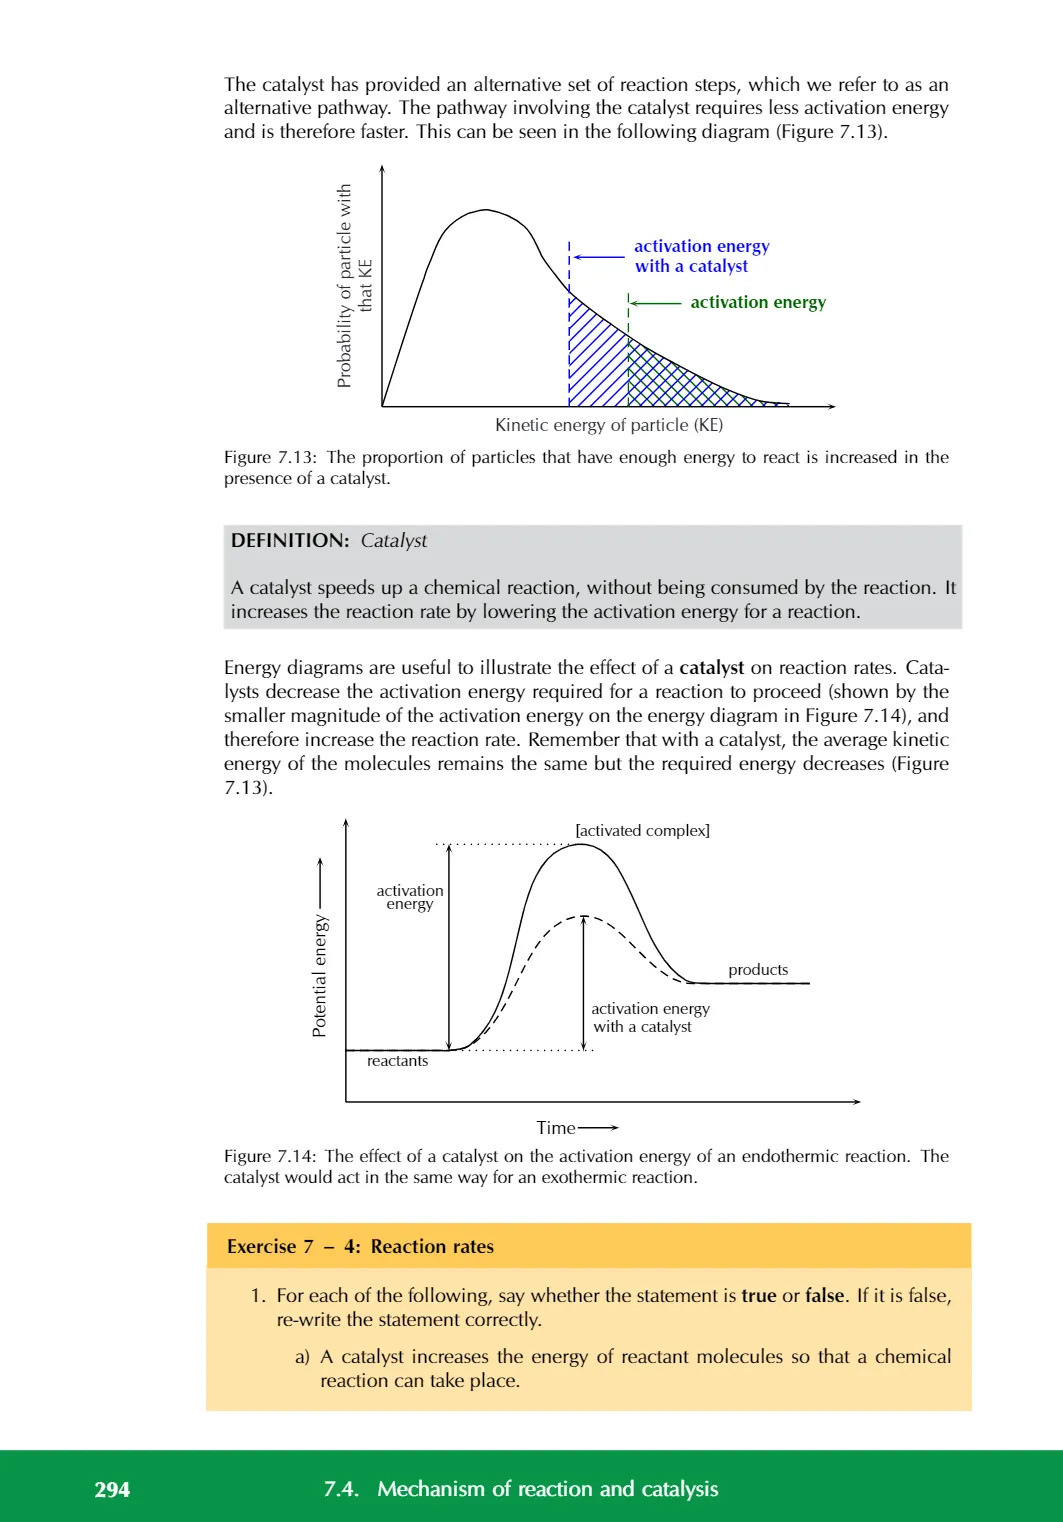 The catalyst has provided an alternative set of reaction steps, which we refer to as an
alternative pathway. The pathway involving the catalyst requires less activation energy
and is therefore faster. This can be seen in the following diagram (Figure 7.13).
Probability of particle with
that KE
activation energy
with a catalyst
activation energy
Kinetic energy of particle (KE)
Figure 7.13: The proportion of particles that have enough energy to react is increased in the
presence of a catalyst.
DEFINITION: Catalyst
A catalyst speeds up a chemical reaction, without being consumed by the reaction. It
increases the reaction rate by lowering the activation energy for a reaction.
Energy diagrams are useful to illustrate the effect of a catalyst on reaction rates. Cata-
lysts decrease the activation energy required for a reaction to proceed (shown by the
smaller magnitude of the activation energy on the energy diagram in Figure 7.14), and
therefore increase the reaction rate. Remember that with a catalyst, the average kinetic
energy of the molecules remains the same but the required energy decreases (Figure
7.13).
[activated complex]
activation
energy
Potential energy
products
activation energy
with a catalyst
reactants
Time
Figure 7.14: The effect of a catalyst on the activation energy of an endothermic reaction. The
catalyst would act in the same way for an exothermic reaction.
Exercise 7 – 4: Reaction rates
1. For each of the following, say whether the statement is true or false. If it is false,
re-write the statement correctly.
a) A catalyst increases the energy of reactant molecules so that a chemical
reaction can take place.
294
7.4. Mechanism of reaction and catalysis